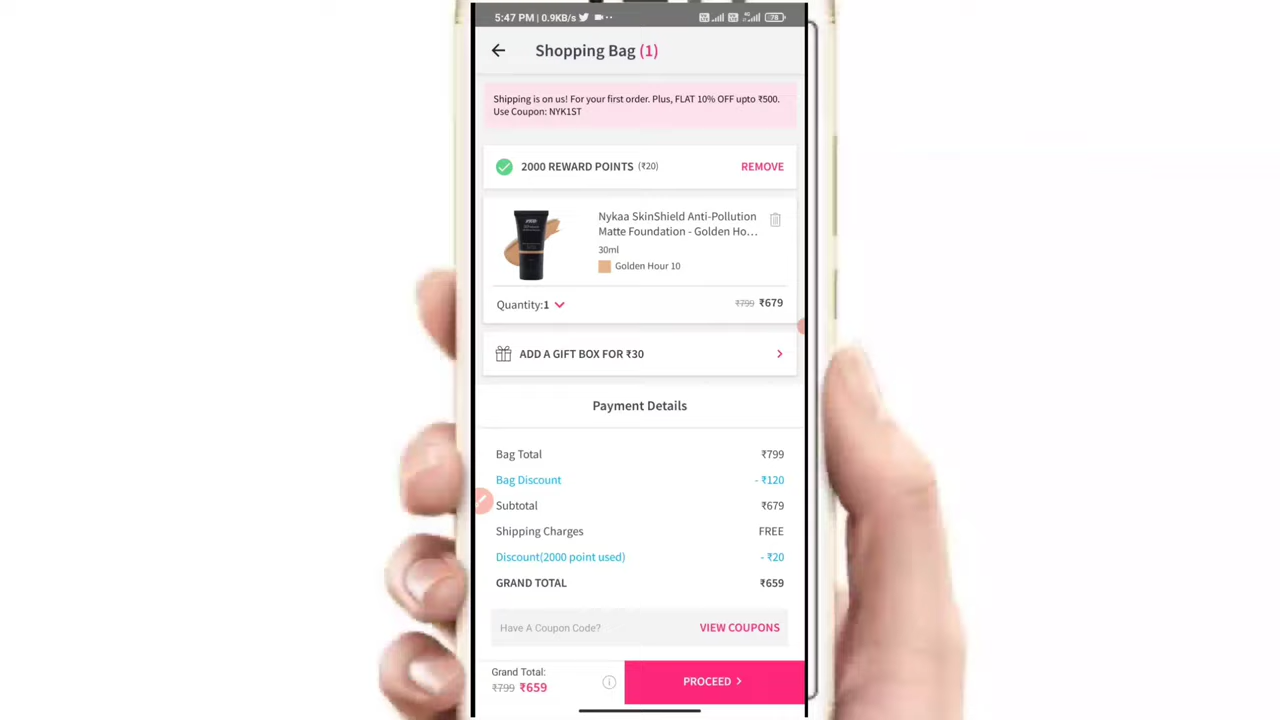 5:47 PM | 0.9KB/s
4G 78
Shopping Bag (1)
Shipping is on us! For your first order. Plus, FLAT 10% OFF upto ₹500.
Use Coupon: NYK1ST
2000 REWARD POINTS (₹20) REMOVE
Nykaa SkinShield Anti-Pollution
Matte Foundation - Golden Ho...
30ml
Golden Hour 10
Quantity:1 ₹799 ₹679
ADD A GIFT BOX FOR ₹30
Payment Details
Bag Total ₹799
Bag Discount - ₹120
Subtotal ₹679
Shipping Charges FREE
Discount(2000 point used) - ₹20
GRAND TOTAL ₹659
Have A Coupon Code? VIEW COUPONS
Grand Total:
₹799 ₹659
PROCEED